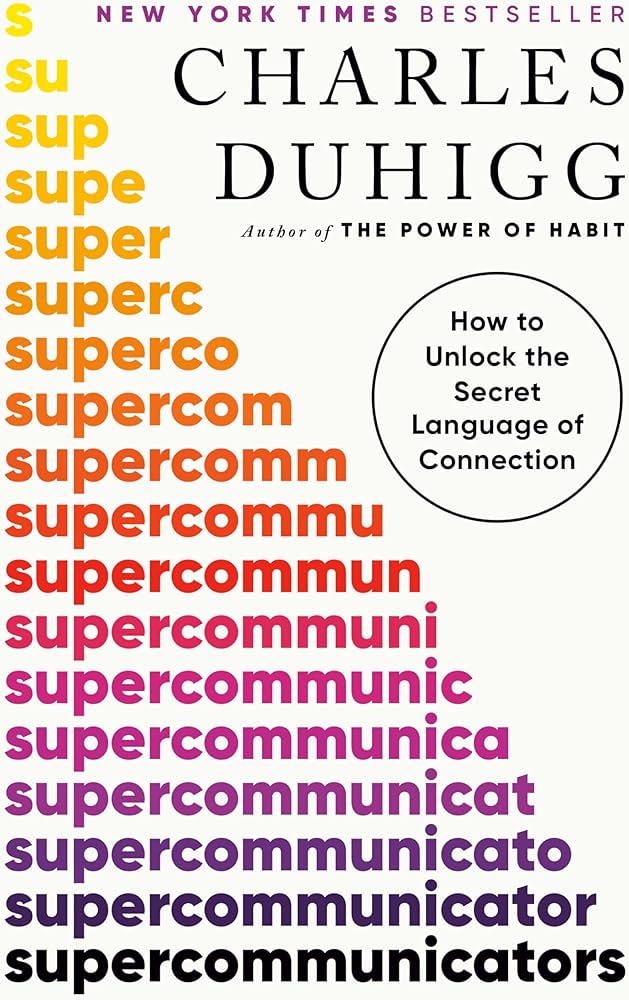 NEW YORK TIMES BESTSELLER
CHARLES
DUHIGG
Author of THE POWER OF HABIT
How to
Unlock the
Secret
Language of
Connection
s
su
sup
supe
super
superc
superco
supercom
supercomm
supercommu
supercommun
supercommuni
supercommunic
supercommunica
supercommunicat
supercommunicato
supercommunicator
supercommunicators